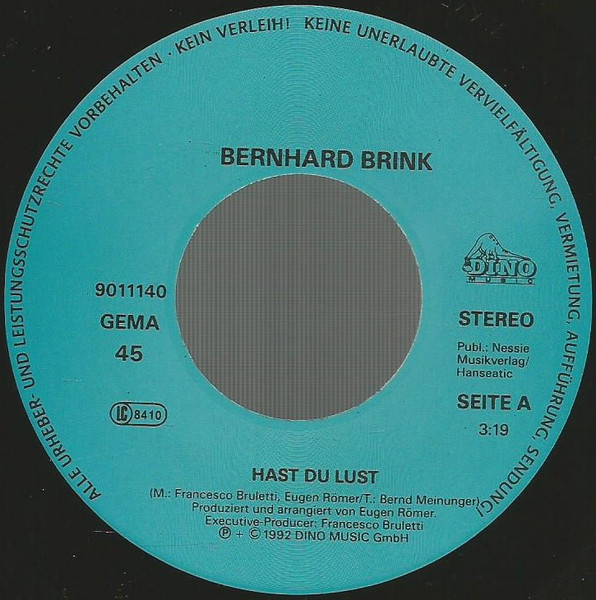 ALLE URHEBER- UND LEISTUNGSSCHUTZRECHTE VORBEHALTEN · KEIN VERLEIH! KEINE UNERLAUBTE VERVIELFÄLTIGUNG, VERMIETUNG, AUFFÜHRUNG, SENDUNG!
BERNHARD BRINK
DINO
MUSIC
9011140
GEMA
45
LC 8410
STEREO
Publ.: Nessie
Musikverlag/
Hanseatic
SEITE A
3:19
HAST DU LUST
(M.: Francesco Bruletti, Eugen Römer/T.: Bernd Meinunger)
Produziert und arrangiert von Eugen Römer.
Executive-Producer: Francesco Bruletti
℗ + © 1992 DINO MUSIC GmbH